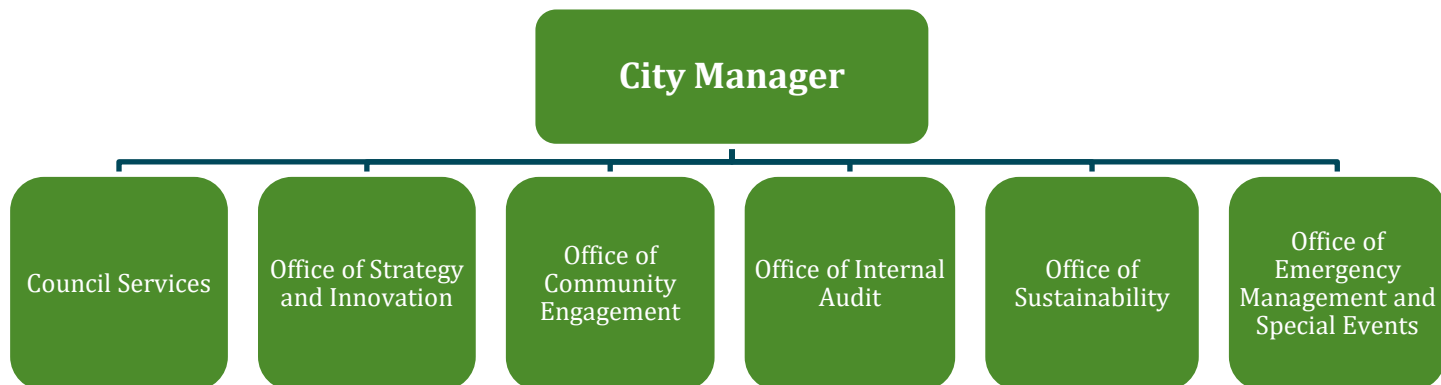 City Manager
Council Services
Office of Strategy
and Innovation
Office of
Community
Engagement
Office of Internal
Audit
Office of
Sustainability
Office of
Emergency
Management and
Special Events